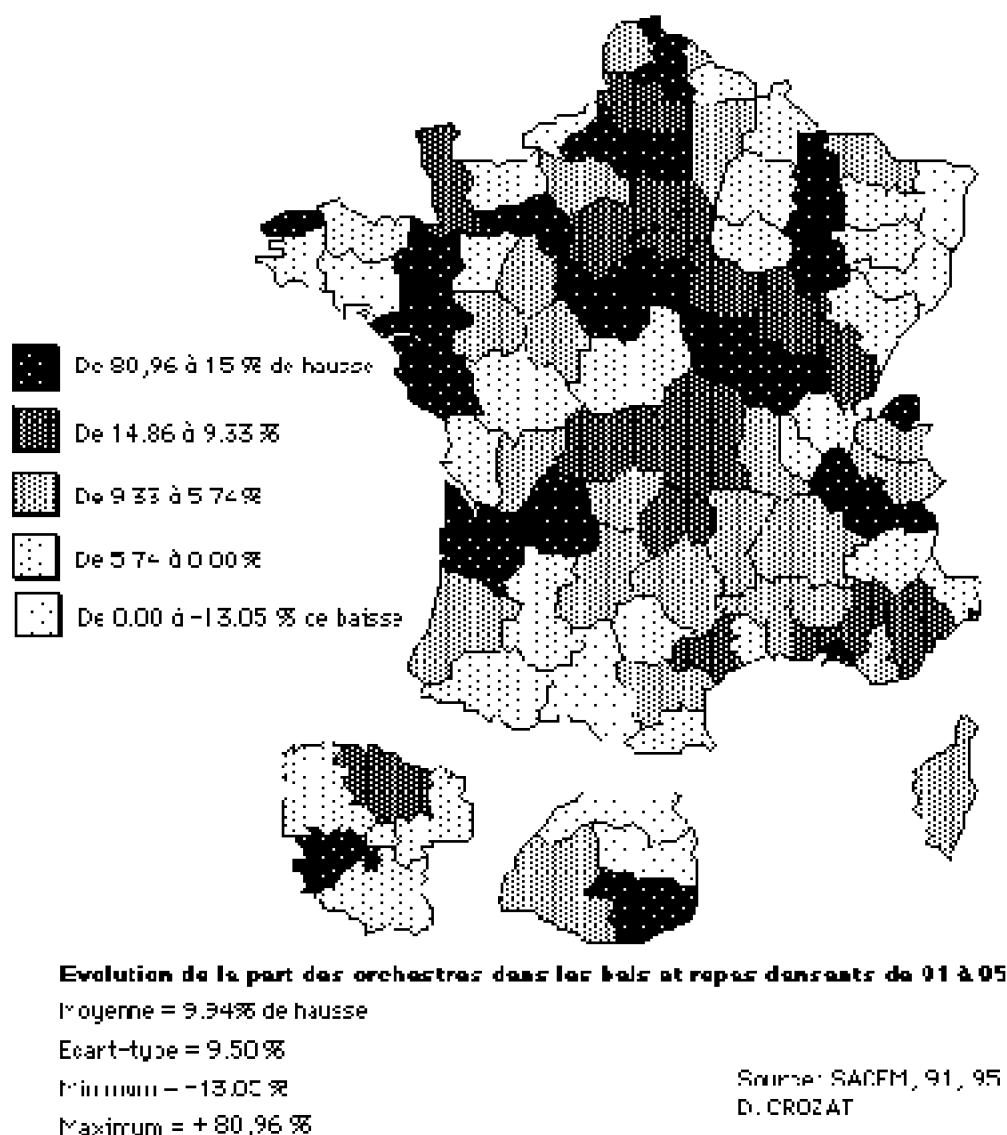 De 80,96 à 15 % de hausse
De 14.86 à 9.33 %
De 9 33 à 5 74 %
De 5 74 à 0 00 %
De 0.00 à -13.05 % de baisse
Evolution de la part des orchestres dans les bals et repas dansants de 91 à 95
Moyenne = 9.94% de hausse
Ecart-type = 9.50 %
Minimum = -13.05 %
Maximum = + 80,96 %
Source: SACEM, 91, 95
D. CROZAT